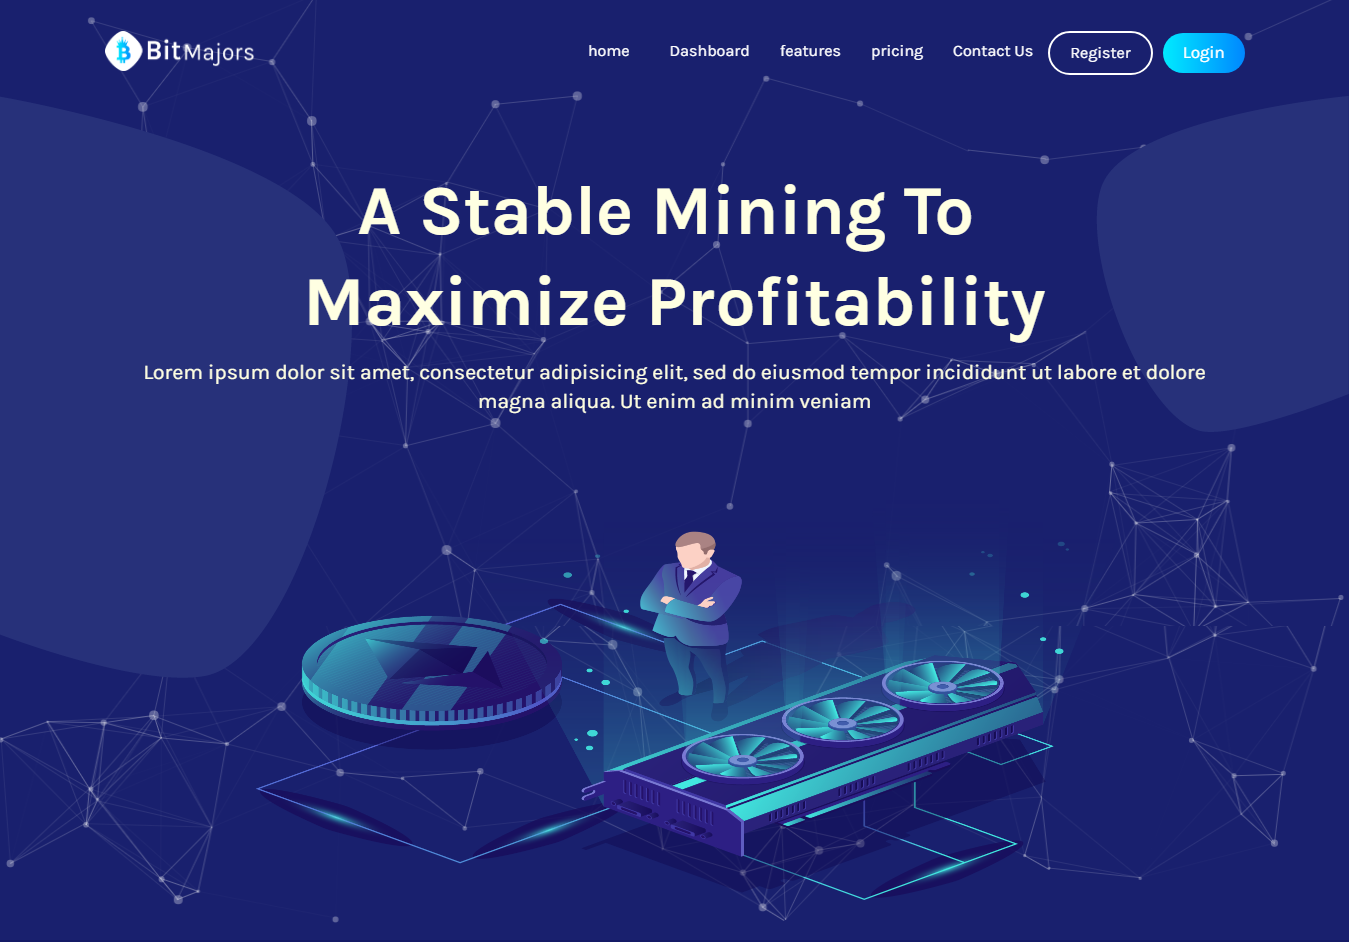 BitMajors
home Dashboard features pricing Contact Us Register Login
A Stable Mining To
Maximize Profitability
Lorem ipsum dolor sit amet, consectetur adipisicing elit, sed do eiusmod tempor incididunt ut labore et dolore
magna aliqua. Ut enim ad minim veniam